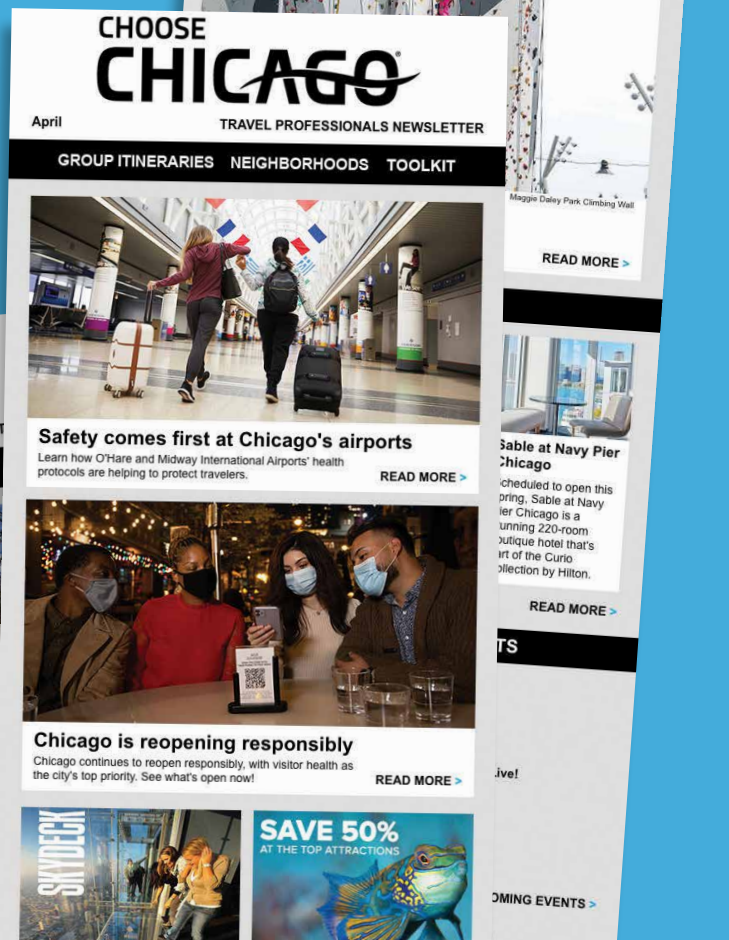 CHOOSE
CHICAGO
April
TRAVEL PROFESSIONALS NEWSLETTER
GROUP ITINERARIES NEIGHBORHOODS TOOLKIT
Safety comes first at Chicago's airports
Learn how O'Hare and Midway International Airports' health
protocols are helping to protect travelers.
READ MORE >
Chicago is reopening responsibly
Chicago continues to reopen responsibly, with visitor health as
the city's top priority. See what's open now!
READ MORE >
SKYDECK
SAVE 50%
AT THE TOP ATTRACTIONS
Maggie Daley Park Climbing Wall
READ MORE >
Sable at Navy Pier
Chicago
cheduled to open this
pring, Sable at Navy
ier Chicago is a
unning 220-room
outique hotel that's
art of the Curio
ollection by Hilton.
READ MORE >
TS
ive!
OMING EVENTS >